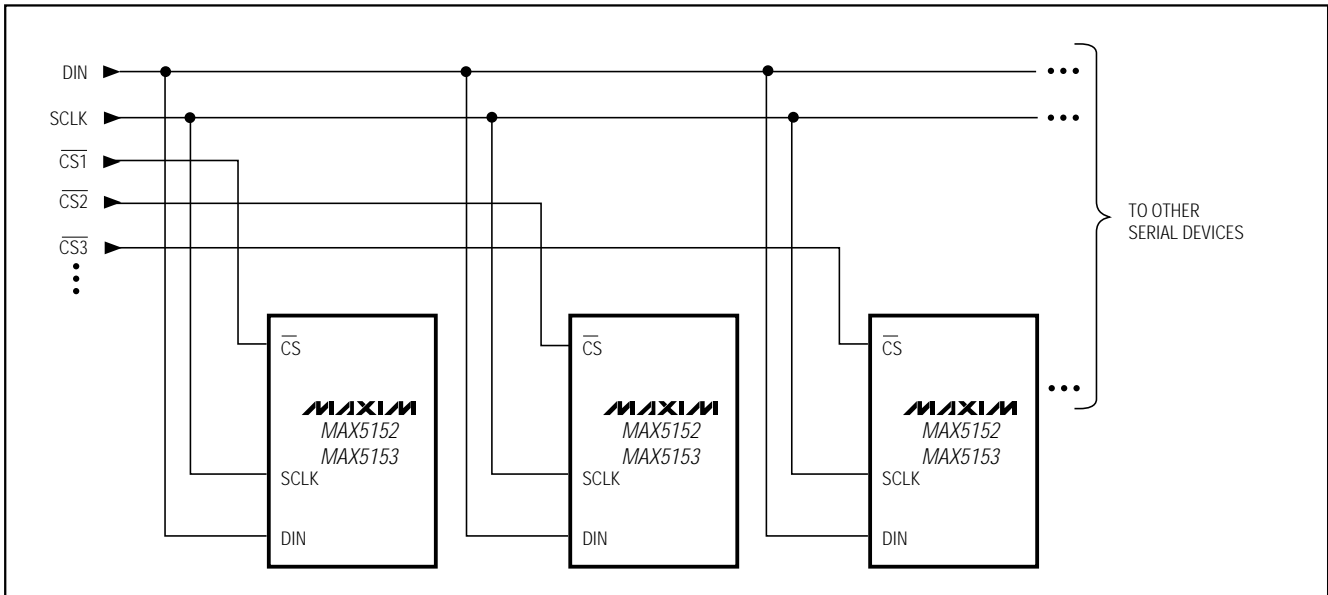 DIN
SCLK
CS1
CS2
CS3
TO OTHER
SERIAL DEVICES
CS
MAXIM
MAX5152
MAX5153
SCLK
DIN
CS
MAXIM
MAX5152
MAX5153
SCLK
DIN
CS
MAXIM
MAX5152
MAX5153
SCLK
DIN